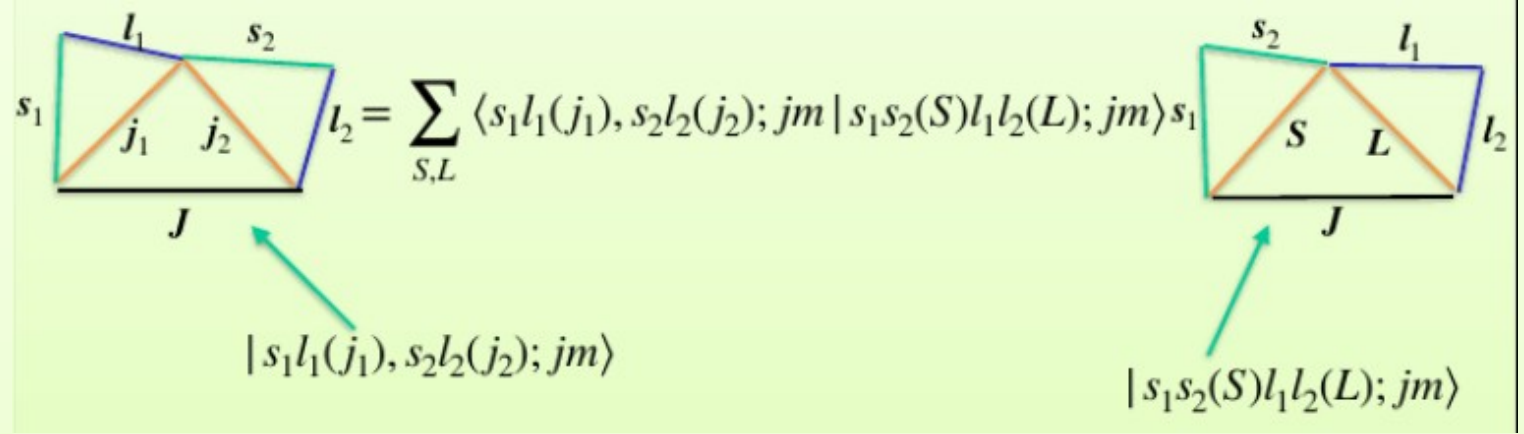 l₁ s₂ s₂ l₁
s₁ j₁ j₂ l₂ = ∑ ⟨s₁l₁(j₁), s₂l₂(j₂); jm | s₁s₂(S)l₁l₂(L); jm⟩ s₁ S L l₂
S,L
J J
| s₁l₁(j₁), s₂l₂(j₂); jm⟩
| s₁s₂(S)l₁l₂(L); jm⟩